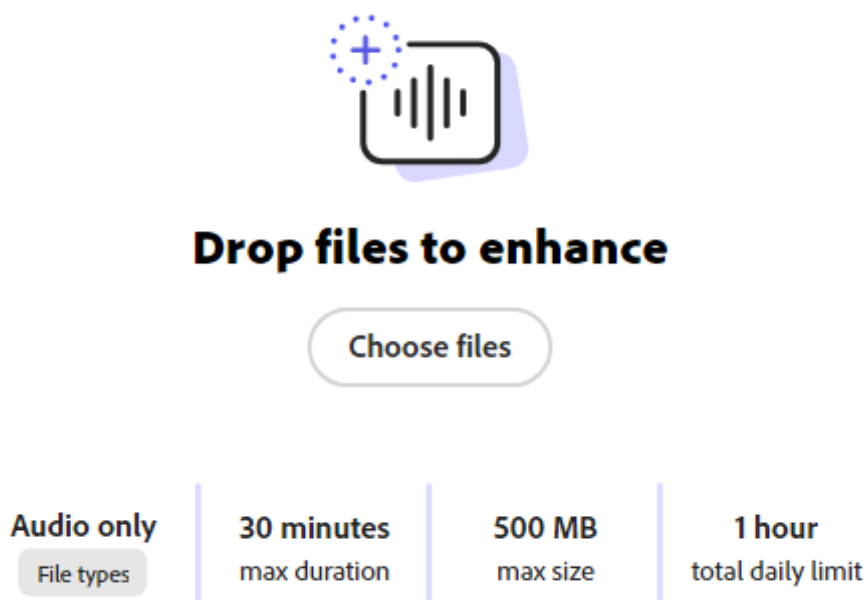 Drop files to enhance
Choose files
Audio only
File types
30 minutes
max duration
500 MB
max size
1 hour
total daily limit